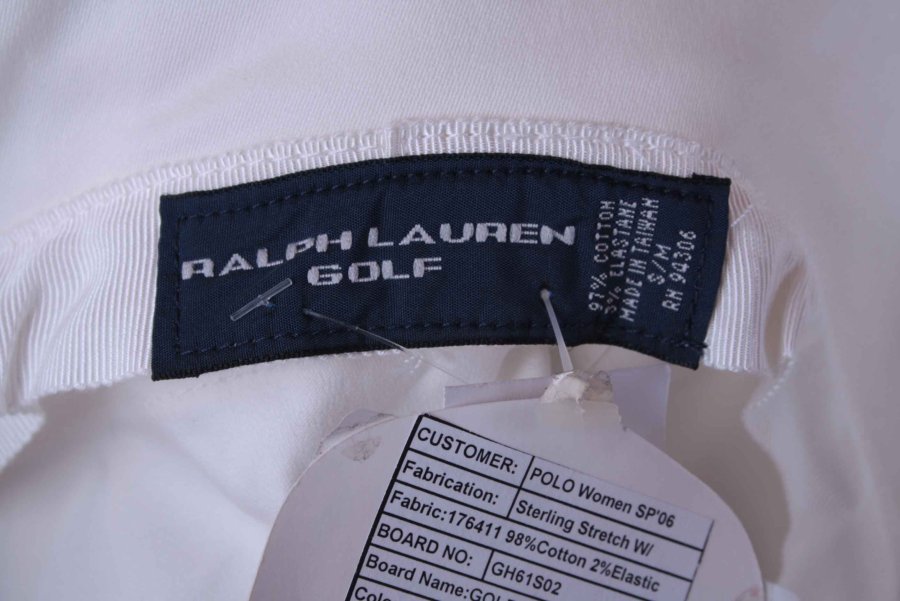 RALPH LAUREN
GOLF
97% COTTON
3% ELASTANE
MADE IN TAIWAN
S/M
RN 94306
CUSTOMER: POLO Women SP'06
Fabrication: Sterling Stretch W/
Fabric:176411 98%Cotton 2%Elastic
BOARD NO: GH61S02
Board Name:GOLF